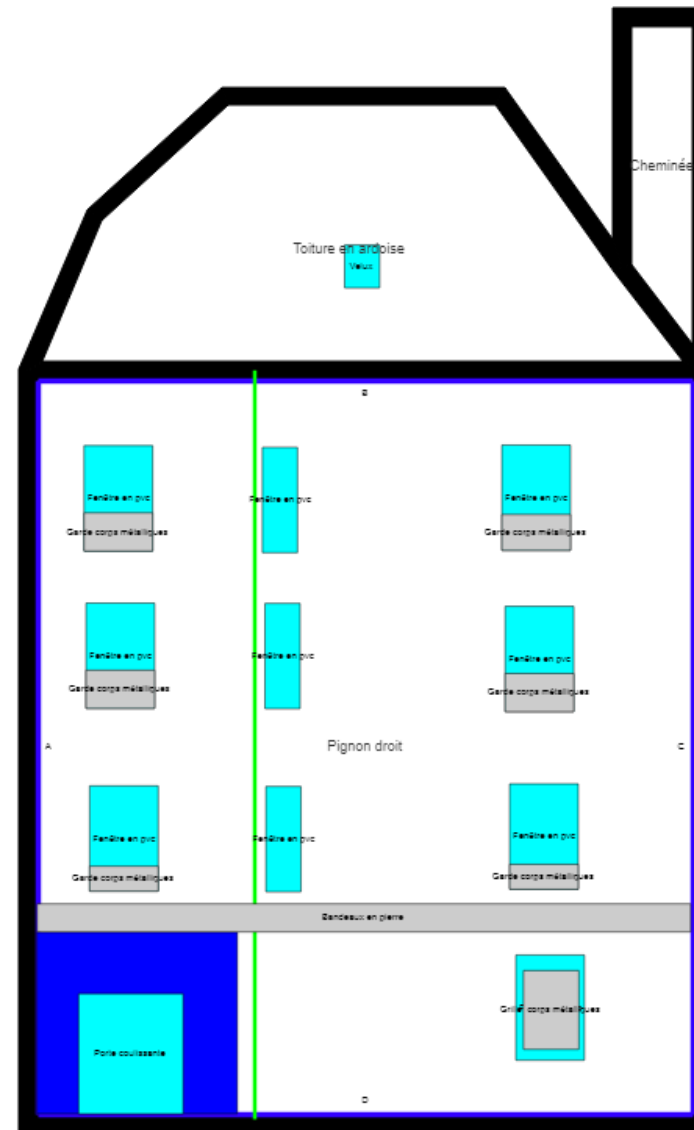 Cheminée
Toiture en ardoise
Velux
B
Fenêtre en pvc
Fenêtre en pvc
Fenêtre en pvc
Garde corps métalliques
Garde corps métalliques
Fenêtre en pvc
Fenêtre en pvc
Fenêtre en pvc
Garde corps métalliques
Garde corps métalliques
A
Pignon droit
C
Fenêtre en pvc
Fenêtre en pvc
Fenêtre en pvc
Garde corps métalliques
Garde corps métalliques
Bandeaux en pierre
corps métalliques
Porte coulissante
D